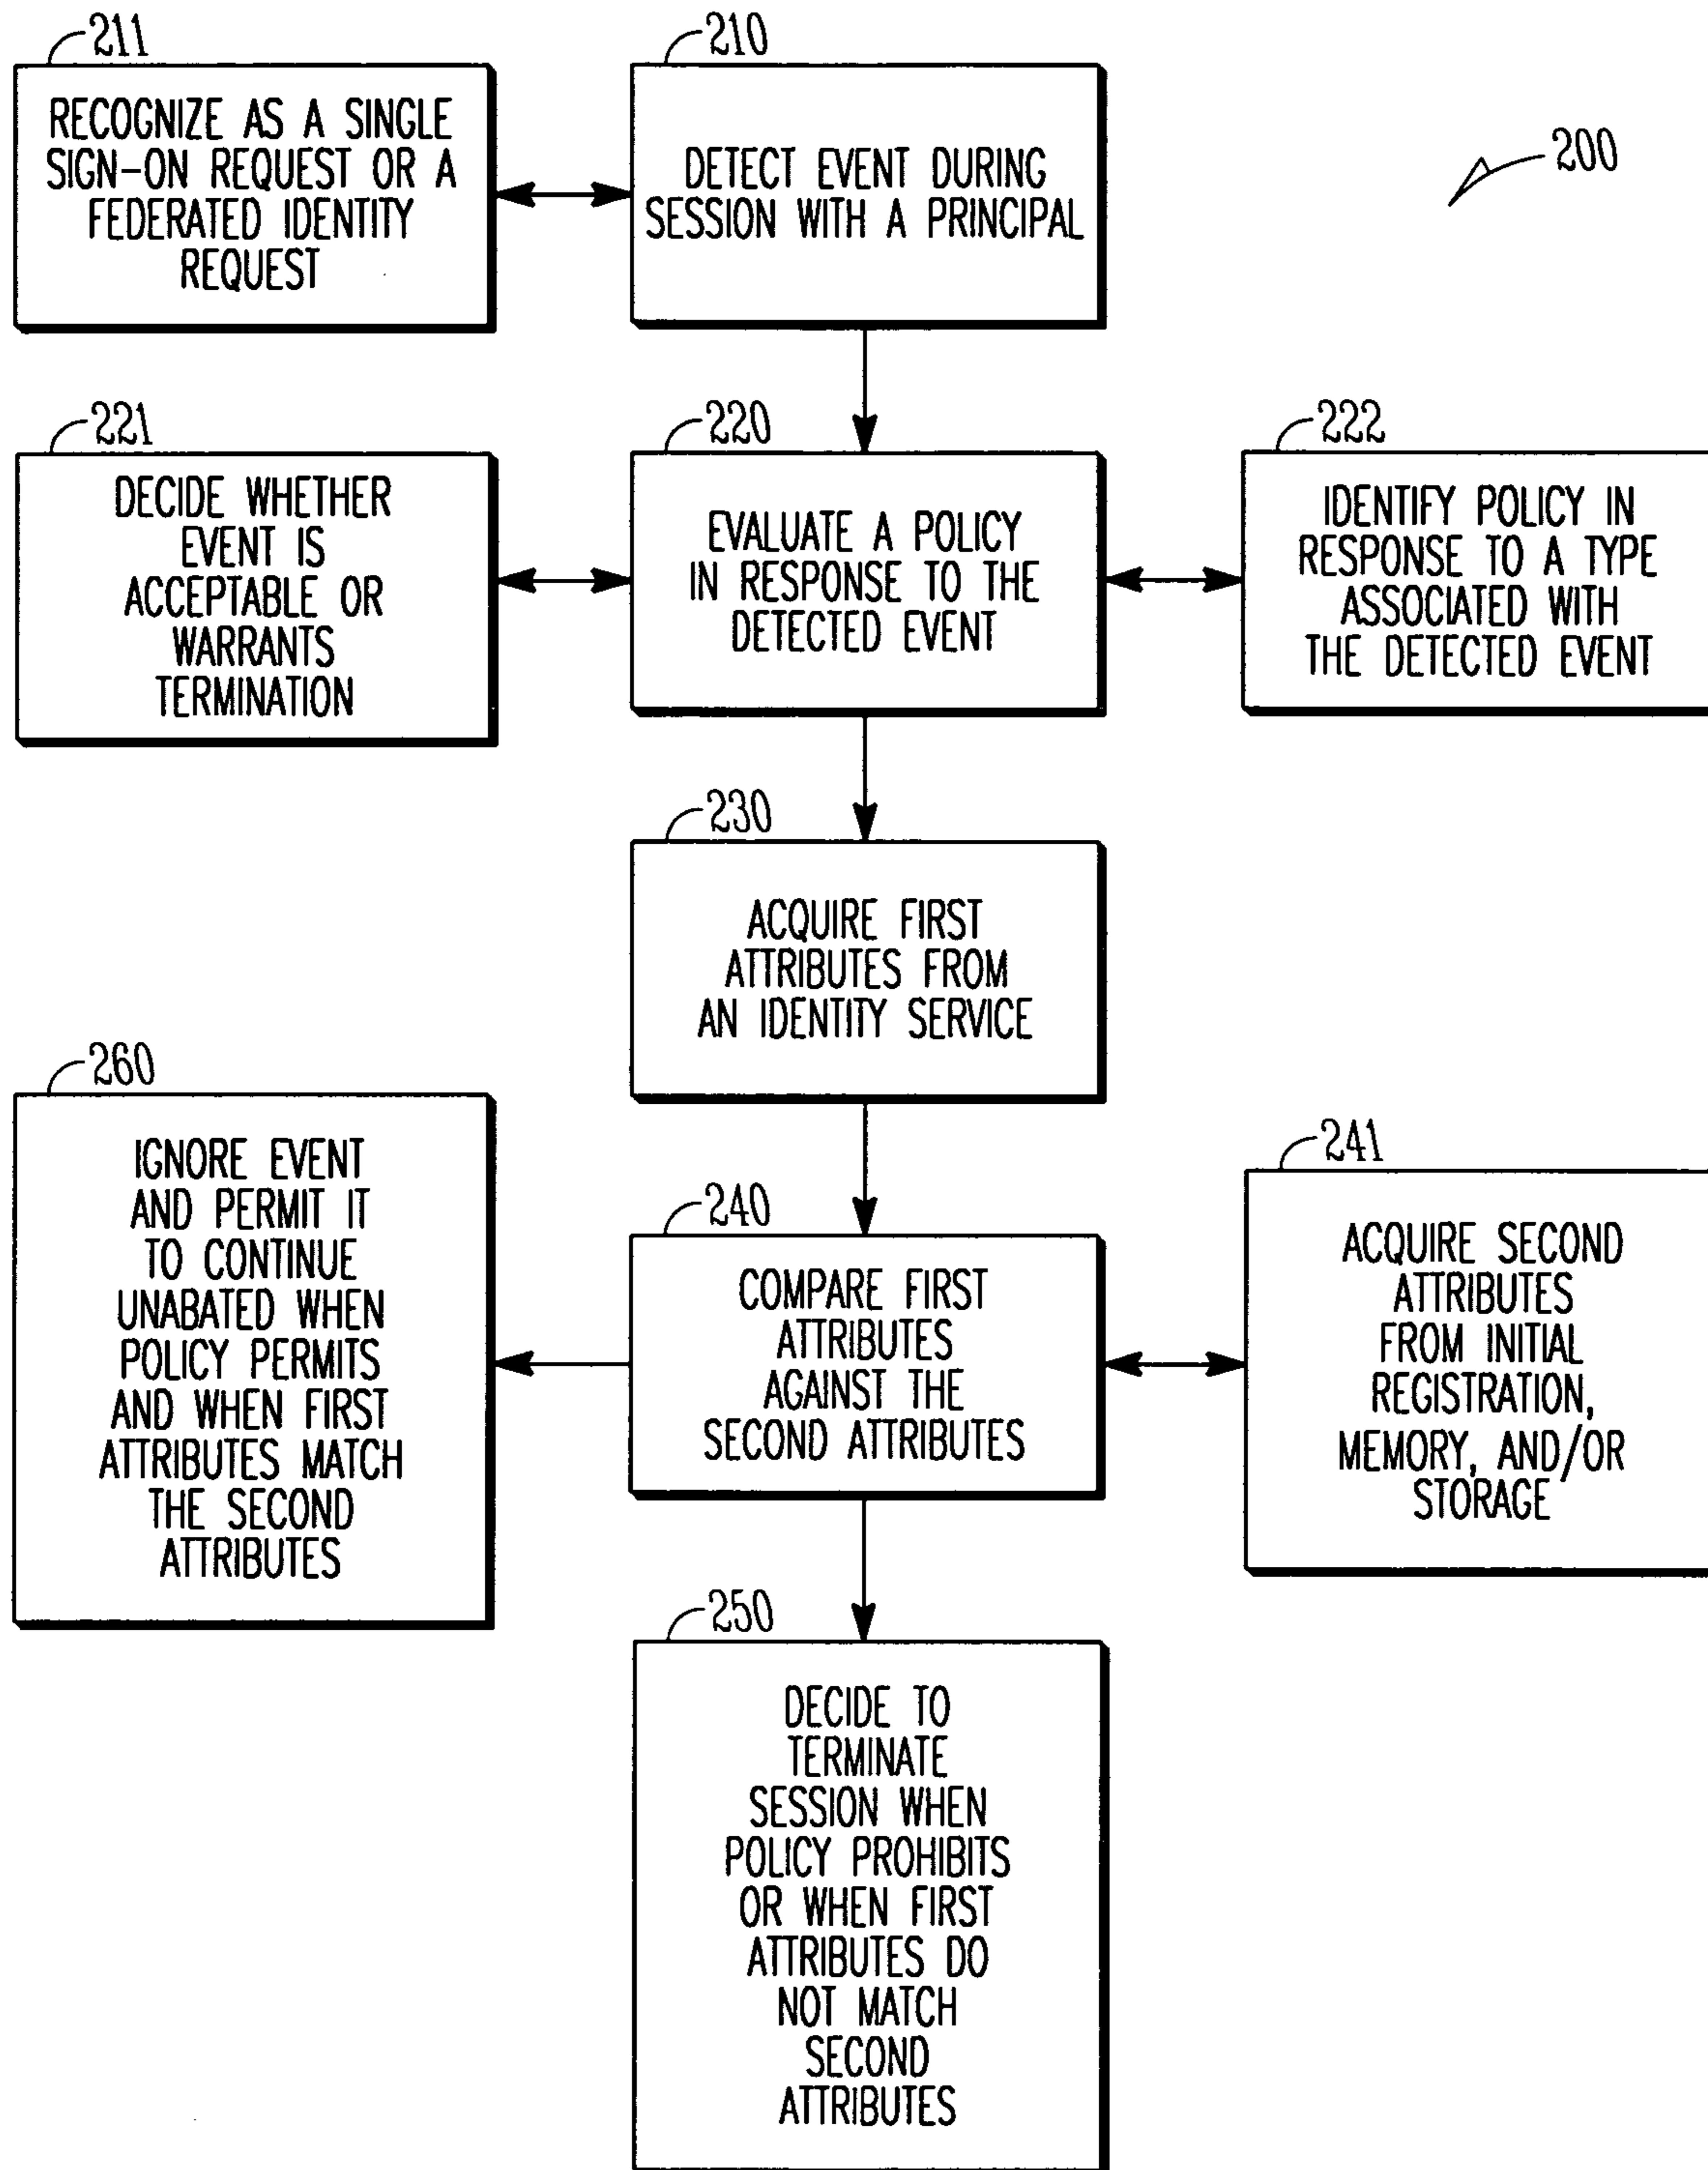 211
RECOGNIZE AS A SINGLE
SIGN-ON REQUEST OR A
FEDERATED IDENTITY
REQUEST
210
DETECT EVENT DURING
SESSION WITH A PRINCIPAL
200
221
DECIDE WHETHER
EVENT IS
ACCEPTABLE OR
WARRANTS
TERMINATION
220
EVALUATE A POLICY
IN RESPONSE TO THE
DETECTED EVENT
222
IDENTIFY POLICY IN
RESPONSE TO A TYPE
ASSOCIATED WITH
THE DETECTED EVENT
230
ACQUIRE FIRST
ATTRIBUTES FROM
AN IDENTITY SERVICE
260
IGNORE EVENT
AND PERMIT IT
TO CONTINUE
UNABATED WHEN
POLICY PERMITS
AND WHEN FIRST
ATTRIBUTES MATCH
THE SECOND
ATTRIBUTES
240
COMPARE FIRST
ATTRIBUTES
AGAINST THE
SECOND ATTRIBUTES
241
ACQUIRE SECOND
ATTRIBUTES
FROM INITIAL
REGISTRATION,
MEMORY, AND/OR
STORAGE
250
DECIDE TO
TERMINATE
SESSION WHEN
POLICY PROHIBITS
OR WHEN FIRST
ATTRIBUTES DO
NOT MATCH
SECOND
ATTRIBUTES